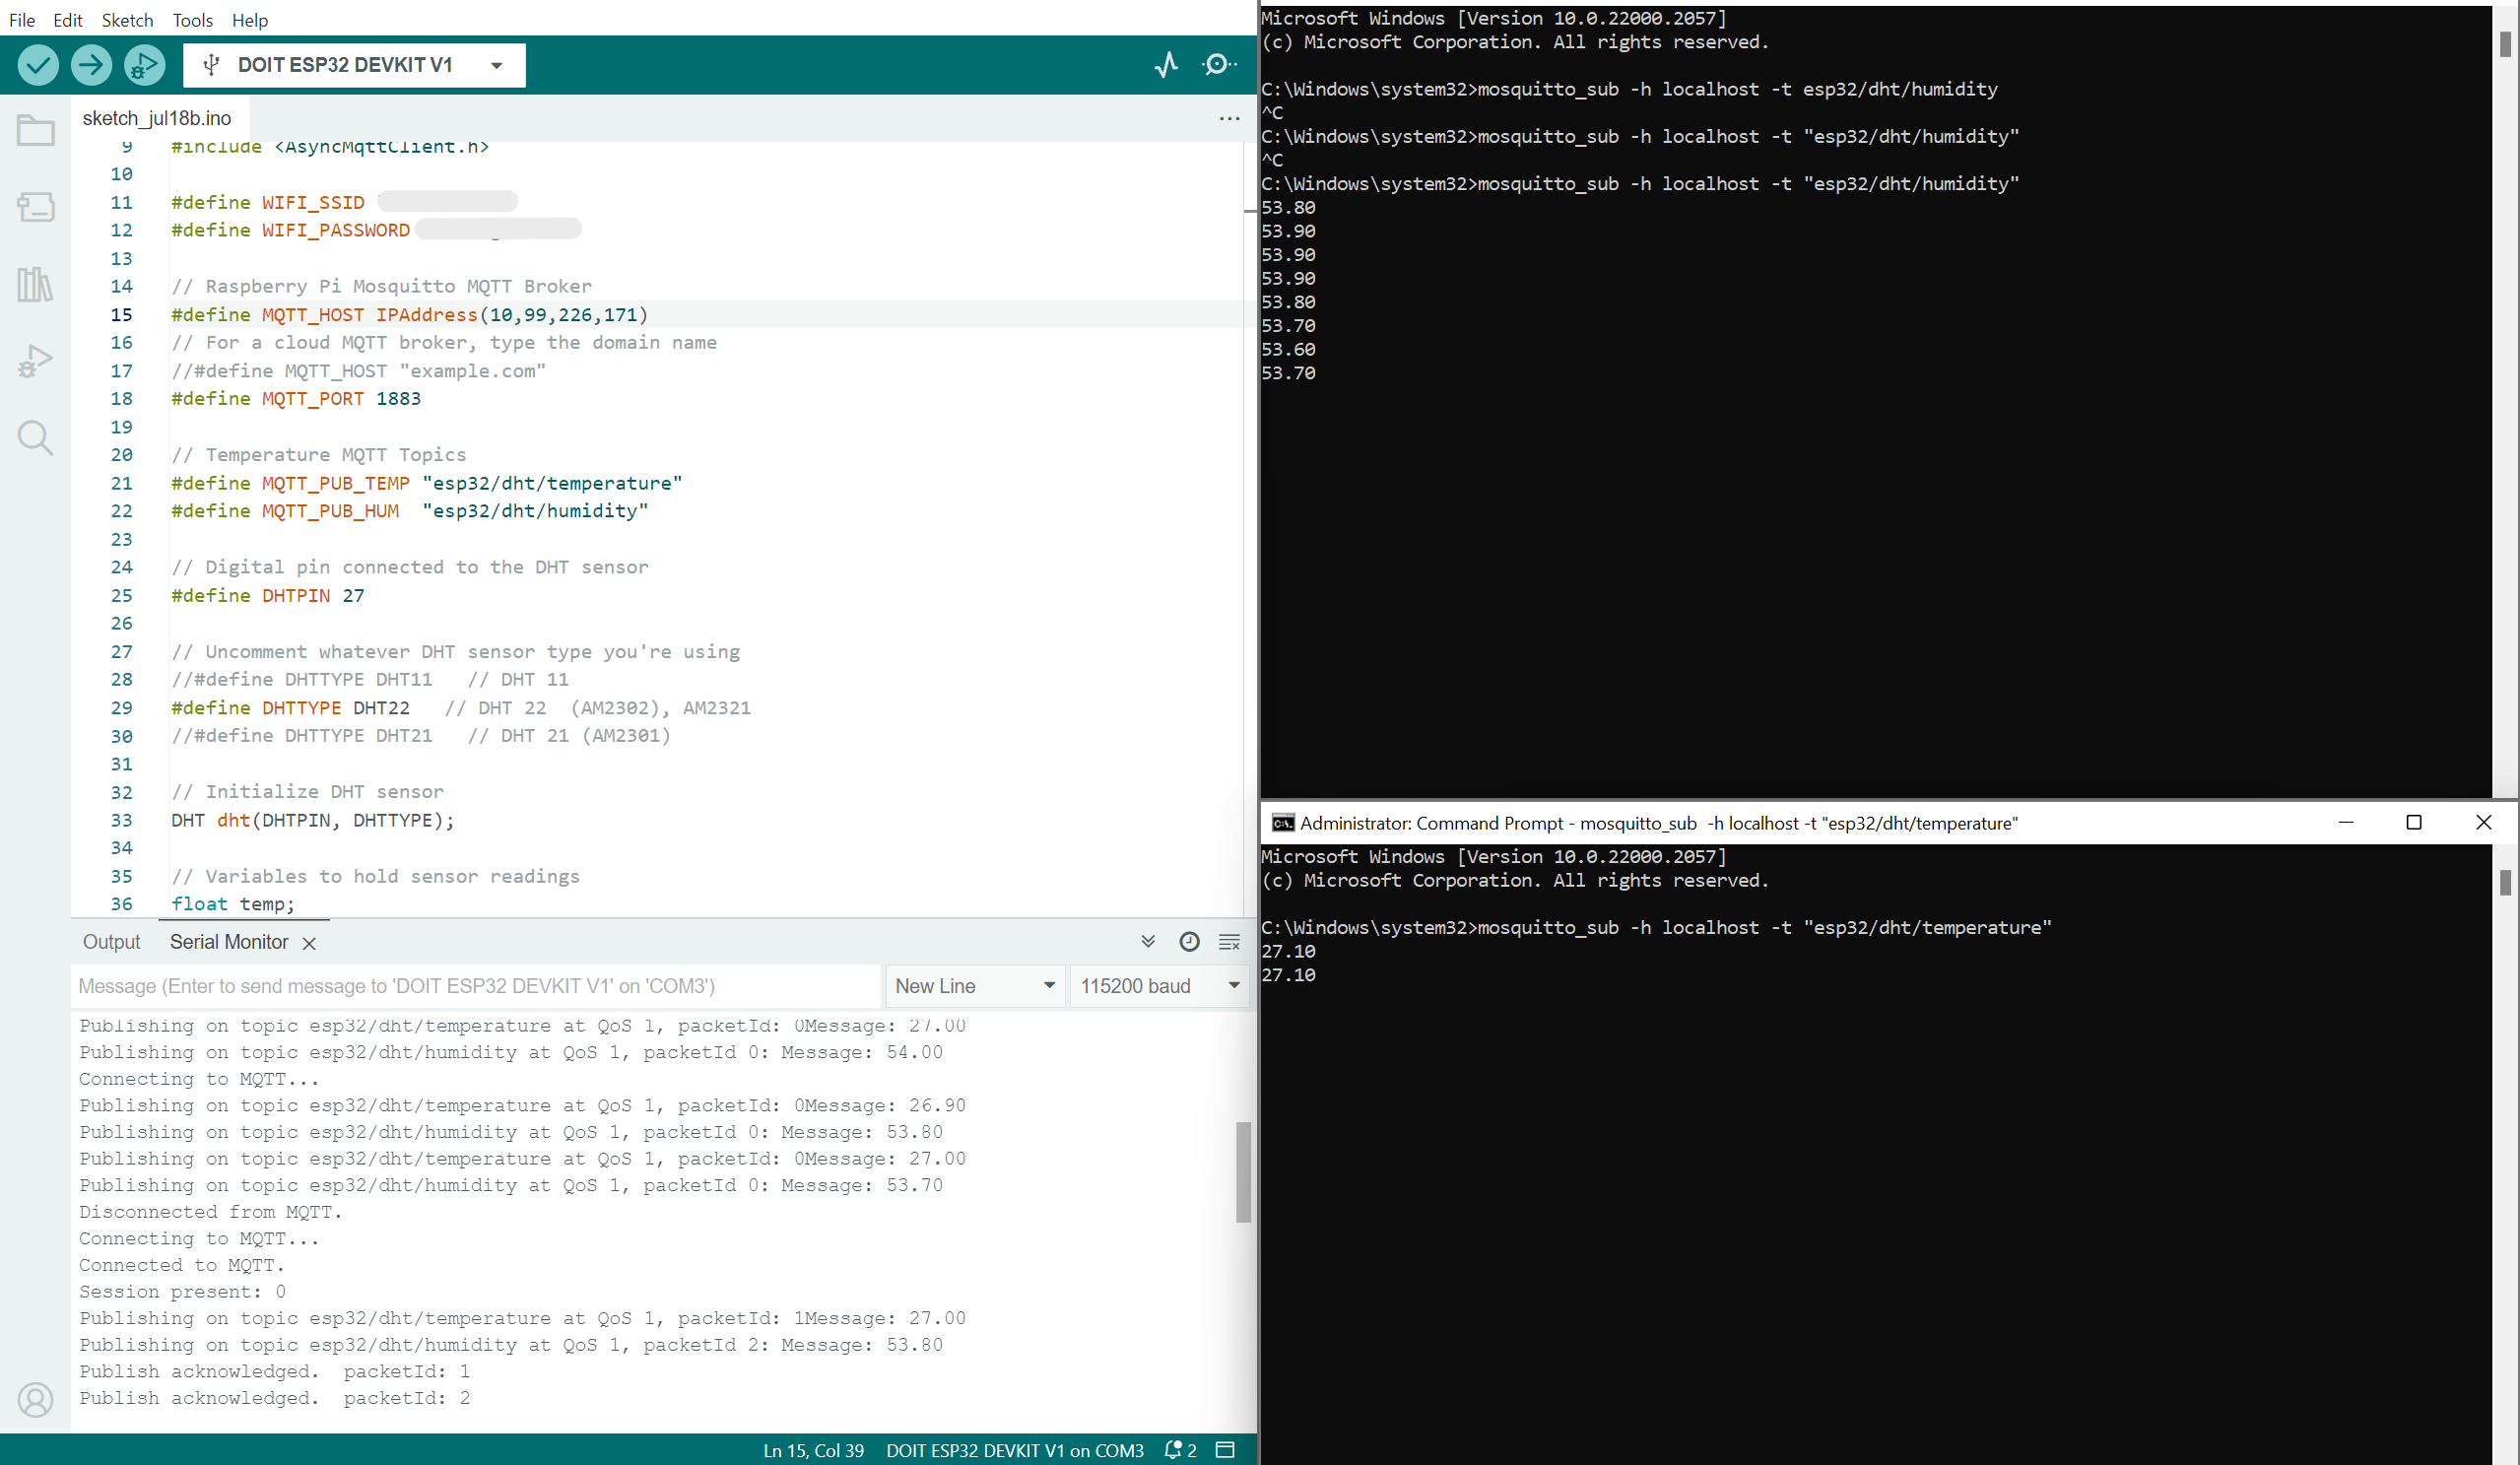 File Edit Sketch Tools Help
DOIT ESP32 DEVKIT V1
sketch_jul18b.ino
...
9 #include <AsyncMqttClient.h>
10
11 #define WIFI_SSID
12 #define WIFI_PASSWORD
13
14 // Raspberry Pi Mosquitto MQTT Broker
15 #define MQTT_HOST IPAddress(10,99,226,171)
16 // For a cloud MQTT broker, type the domain name
17 //#define MQTT_HOST "example.com"
18 #define MQTT_PORT 1883
19
20 // Temperature MQTT Topics
21 #define MQTT_PUB_TEMP "esp32/dht/temperature"
22 #define MQTT_PUB_HUM  "esp32/dht/humidity"
23
24 // Digital pin connected to the DHT sensor
25 #define DHTPIN 27
26
27 // Uncomment whatever DHT sensor type you're using
28 //#define DHTTYPE DHT11   // DHT 11
29 #define DHTTYPE DHT22   // DHT 22  (AM2302), AM2321
30 //#define DHTTYPE DHT21   // DHT 21 (AM2301)
31
32 // Initialize DHT sensor
33 DHT dht(DHTPIN, DHTTYPE);
34
35 // Variables to hold sensor readings
36 float temp;
Output Serial Monitor
Message (Enter to send message to 'DOIT ESP32 DEVKIT V1' on 'COM3') New Line 115200 baud
Publishing on topic esp32/dht/temperature at QoS 1, packetId: 0Message: 27.00
Publishing on topic esp32/dht/humidity at QoS 1, packetId 0: Message: 54.00
Connecting to MQTT...
Publishing on topic esp32/dht/temperature at QoS 1, packetId: 0Message: 26.90
Publishing on topic esp32/dht/humidity at QoS 1, packetId 0: Message: 53.80
Publishing on topic esp32/dht/temperature at QoS 1, packetId: 0Message: 27.00
Publishing on topic esp32/dht/humidity at QoS 1, packetId 0: Message: 53.70
Disconnected from MQTT.
Connecting to MQTT...
Connected to MQTT.
Session present: 0
Publishing on topic esp32/dht/temperature at QoS 1, packetId: 1Message: 27.00
Publishing on topic esp32/dht/humidity at QoS 1, packetId 2: Message: 53.80
Publish acknowledged.  packetId: 1
Publish acknowledged.  packetId: 2
Ln 15, Col 39 DOIT ESP32 DEVKIT V1 on COM3 2
Microsoft Windows [Version 10.0.22000.2057]
(c) Microsoft Corporation. All rights reserved.
C:\Windows\system32>mosquitto_sub -h localhost -t esp32/dht/humidity
^C
C:\Windows\system32>mosquitto_sub -h localhost -t "esp32/dht/humidity"
^C
C:\Windows\system32>mosquitto_sub -h localhost -t "esp32/dht/humidity"
53.80
53.90
53.90
53.90
53.80
53.70
53.60
53.70
Administrator: Command Prompt - mosquitto_sub  -h localhost -t "esp32/dht/temperature"
Microsoft Windows [Version 10.0.22000.2057]
(c) Microsoft Corporation. All rights reserved.
C:\Windows\system32>mosquitto_sub -h localhost -t "esp32/dht/temperature"
27.10
27.10